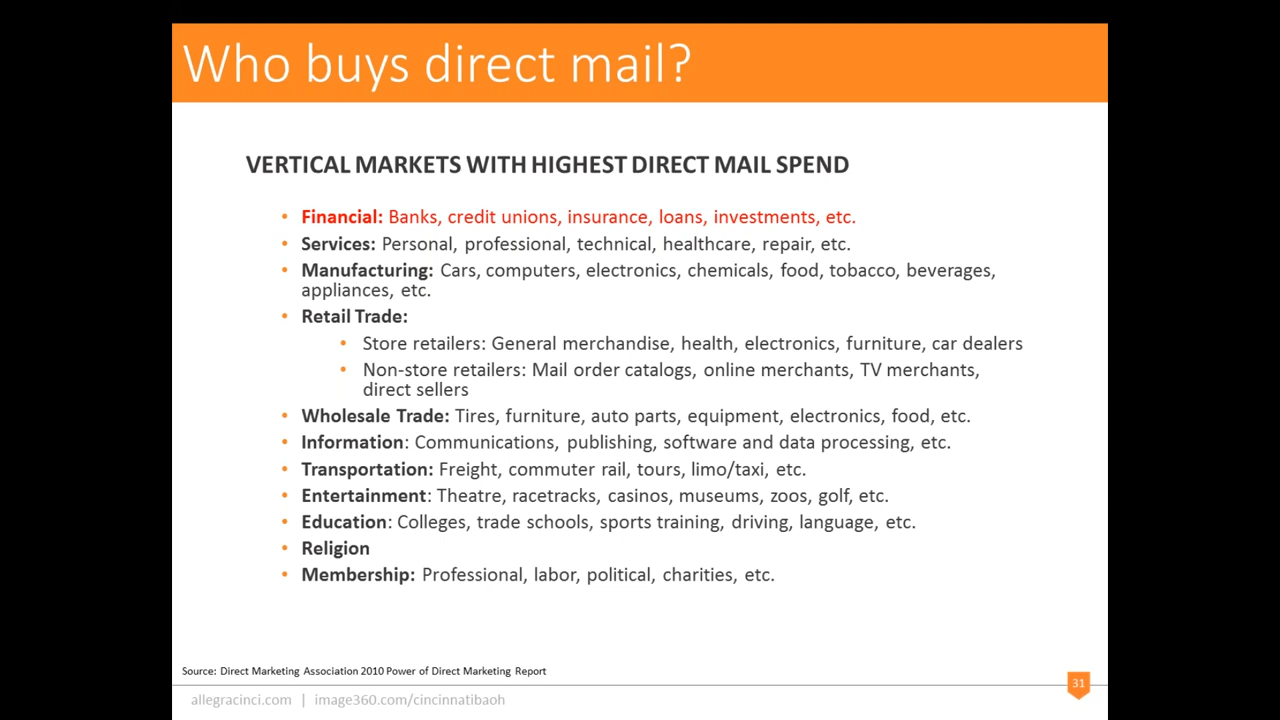 Who buys direct mail?
VERTICAL MARKETS WITH HIGHEST DIRECT MAIL SPEND
• Financial: Banks, credit unions, insurance, loans, investments, etc.
• Services: Personal, professional, technical, healthcare, repair, etc.
• Manufacturing: Cars, computers, electronics, chemicals, food, tobacco, beverages,
appliances, etc.
• Retail Trade:
• Store retailers: General merchandise, health, electronics, furniture, car dealers
• Non-store retailers: Mail order catalogs, online merchants, TV merchants,
direct sellers
• Wholesale Trade: Tires, furniture, auto parts, equipment, electronics, food, etc.
• Information: Communications, publishing, software and data processing, etc.
• Transportation: Freight, commuter rail, tours, limo/taxi, etc.
• Entertainment: Theatre, racetracks, casinos, museums, zoos, golf, etc.
• Education: Colleges, trade schools, sports training, driving, language, etc.
• Religion
• Membership: Professional, labor, political, charities, etc.
Source: Direct Marketing Association 2010 Power of Direct Marketing Report
31
allegracinci.com | image360.com/cincinnatibaoh